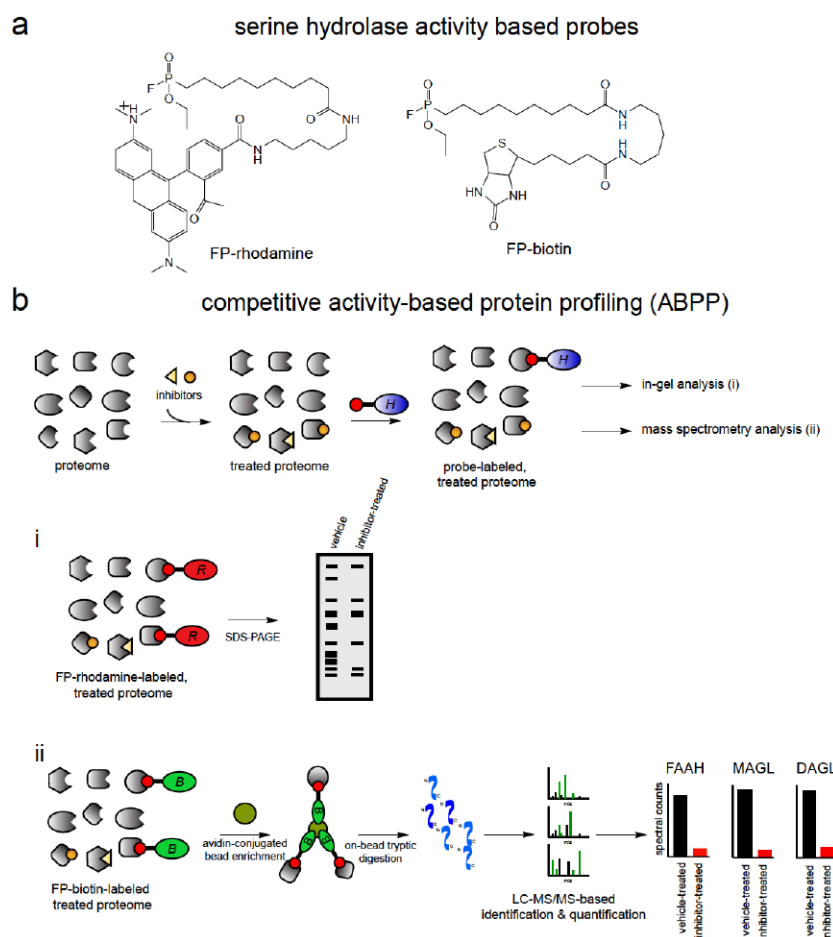 a
serine hydrolase activity based probes
O
F
P
O
O
N
H
+
N
H
O
N
H
O
N
FP-rhodamine
O
F
P
O
O
N
H
H
N
O
S
HN
NH
O
FP-biotin
b
competitive activity-based protein profiling (ABPP)
inhibitors
H
H
in-gel analysis (i)
mass spectrometry analysis (ii)
proteome
treated proteome
probe-labeled,
treated proteome
i
vehicle
inhibitor-treated
R
R
SDS-PAGE
FP-rhodamine-labeled,
treated proteome
ii
B
B
avidin-conjugated
bead enrichment
B
B
B
on-bead tryptic
digestion
FP-biotin-labeled
treated proteome
LC-MS/MS-based
identification & quantification
FAAH
MAGL
DAGL
spectral counts
vehicle-treated
inhibitor-treated
vehicle-treated
inhibitor-treated
vehicle-treated
inhibitor-treated